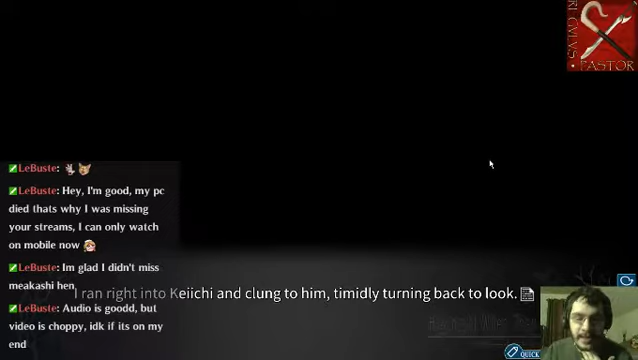 RI CVLVS
• PASTOR
LeBuste:
LeBuste: Hey, I'm good, my pc
died thats why I was missing
your streams, I can only watch
on mobile now
LeBuste: Im glad I didn't miss
meakashi hen,
I ran right into Keiichi and clung to him, timidly turning back to look.
LeBuste: Audio is goodd, but
video is choppy, idk if its on my
end
QUICK